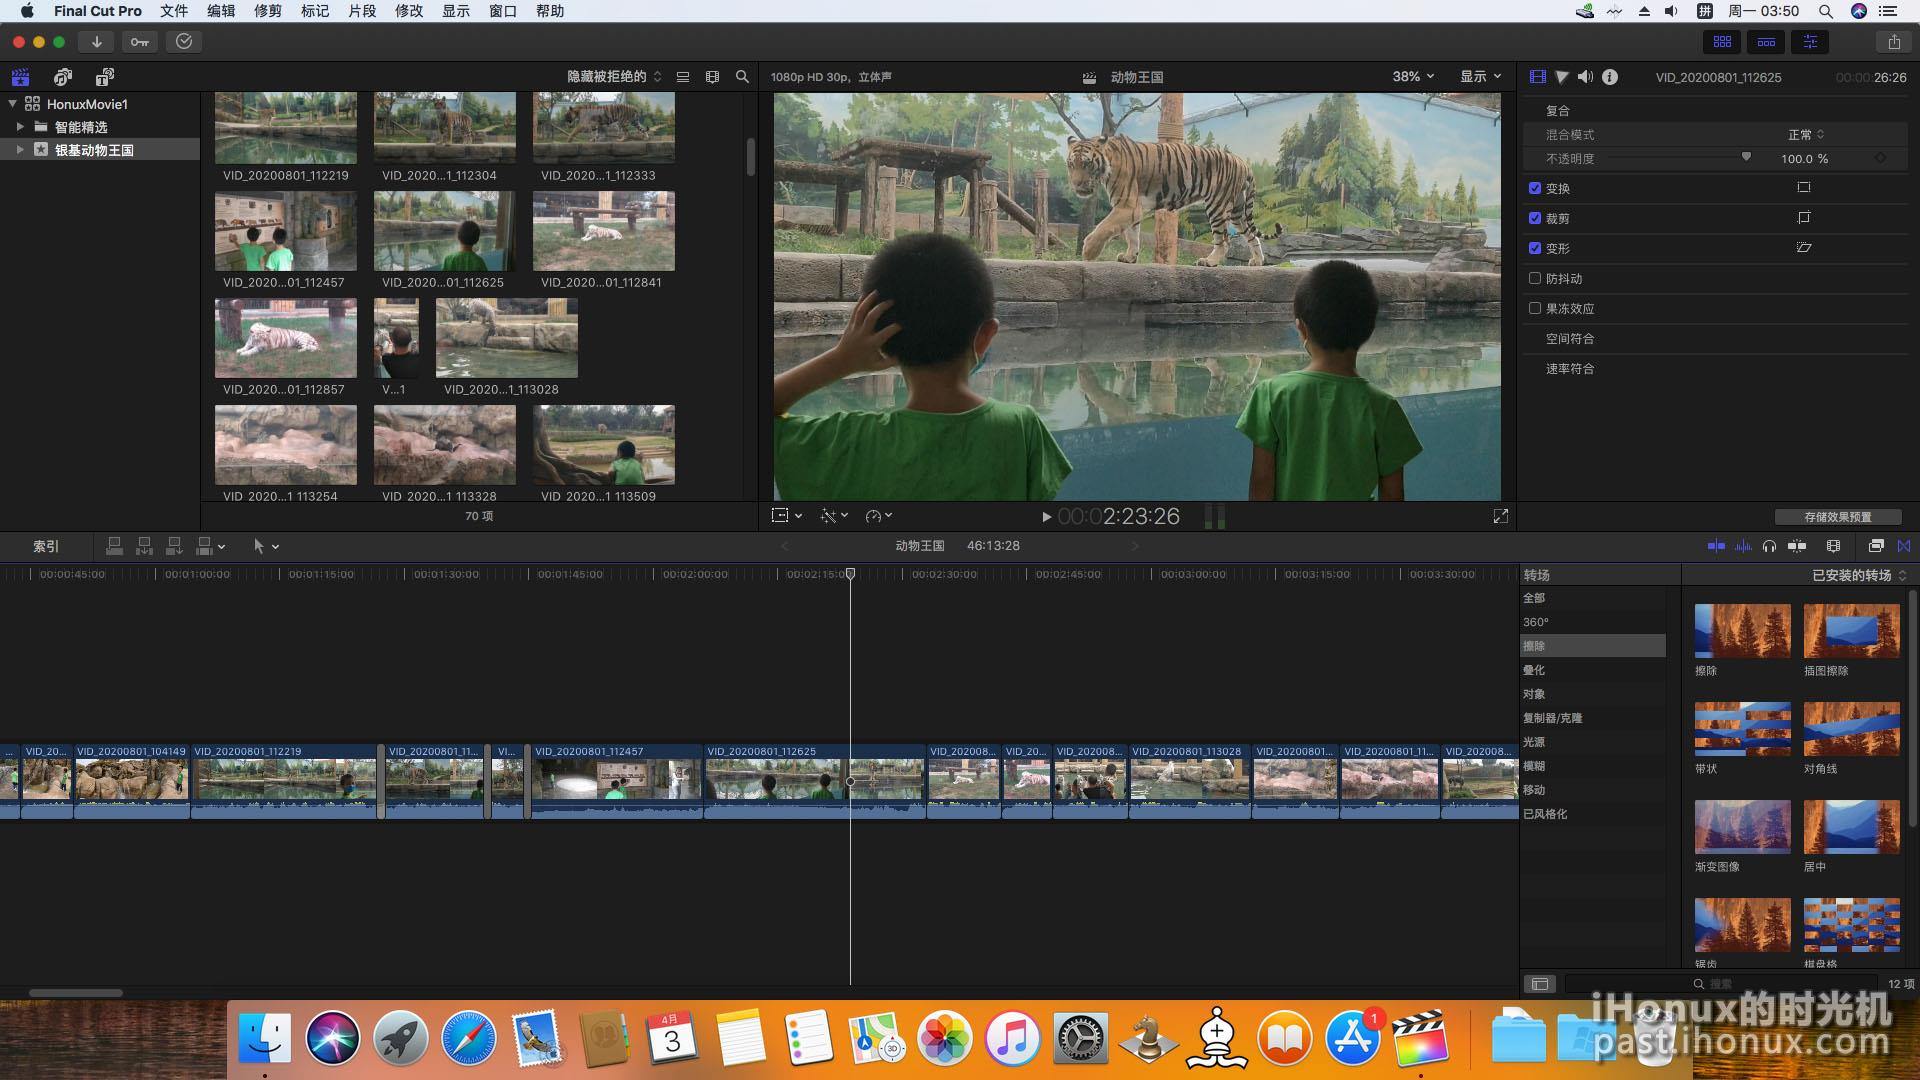 Final Cut Pro 文件 编辑 修剪 标记 片段 修改 显示 窗口 帮助 拼 周一 03:50
隐藏被拒绝的 1080p HD 30p, 立体声 动物王国 38% 显示 VID_20200801_112625 00:00:26:26
HonuxMovie1
智能精选
银基动物王国
VID_20200801_112219 VID_2020...1_112304 VID_2020...1_112333
VID_2020...01_112457 VID_2020...01_112625 VID_2020...01_112841
VID_2020...01_112857 V...1 VID_2020...1_113028
VID_2020...1_113254 VID_2020...1_113328 VID_2020...1_113509
70 项
00:02:23:26
复合
混合模式 正常
不透明度 100.0 %
变换
裁剪
变形
防抖动
果冻效应
空间符合
速率符合
存储效果预置
索引 动物王国 46:13:28
00:00:45:00 00:01:00:00 00:01:15:00 00:01:30:00 00:01:45:00 00:02:00:00 00:02:15:00 00:02:30:00 00:02:45:00 00:03:00:00 00:03:15:00 00:03:30:00
... VID_20... VID_20200801_104149 VID_20200801_112219 VID_20200801_11... VI... VID_20200801_112457 VID_20200801_112625 VID_202008... VID_20... VID_202008... VID_20200801_113028 VID_20200801... VID_20200801_11... VID_202008...
转场 已安装的转场
全部
360°
擦除
叠化
对象
复制器/克隆
光源
模糊
移动
已风格化
擦除 插图擦除
带状 对角线
渐变图像 居中
锯齿 棋盘格
搜索 12 项
4月
3
3D
1
iHonux的时光机
past.ihonux.com